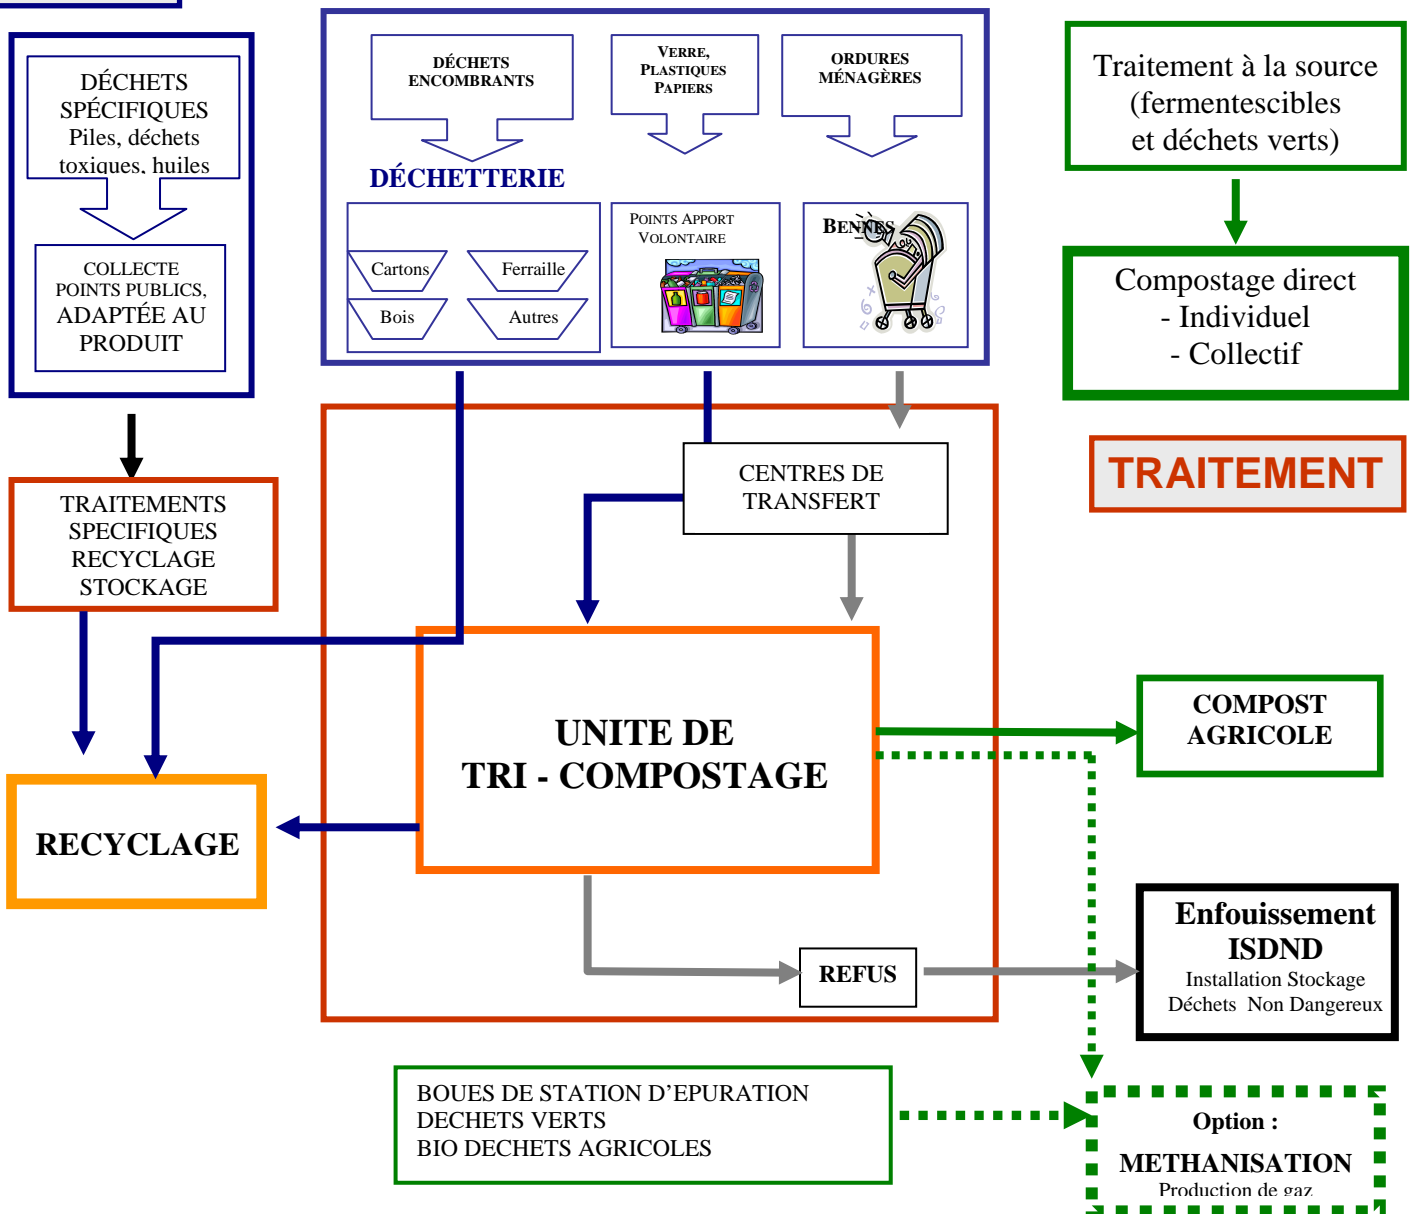 DÉCHETS
SPÉCIFIQUES
Piles, déchets
toxiques, huiles
COLLECTE
POINTS PUBLICS,
ADAPTÉE AU
PRODUIT
DÉCHETS
ENCOMBRANTS
VERRE,
PLASTIQUES
PAPIERS
ORDURES
MÉNAGÈRES
DÉCHETTERIE
Cartons
Ferraille
Bois
Autres
POINTS APPORT
VOLONTAIRE
BENNES
Traitement à la source
(fermentescibles
et déchets verts)
Compostage direct
- Individuel
- Collectif
TRAITEMENT
CENTRES DE
TRANSFERT
TRAITEMENTS
SPECIFIQUES
RECYCLAGE
STOCKAGE
UNITE DE
TRI - COMPOSTAGE
COMPOST
AGRICOLE
RECYCLAGE
REFUS
Enfouissement
ISDND
Installation Stockage
Déchets Non Dangereux
BOUES DE STATION D'EPURATION
DECHETS VERTS
BIO DECHETS AGRICOLES
Option :
METHANISATION
Production de gaz